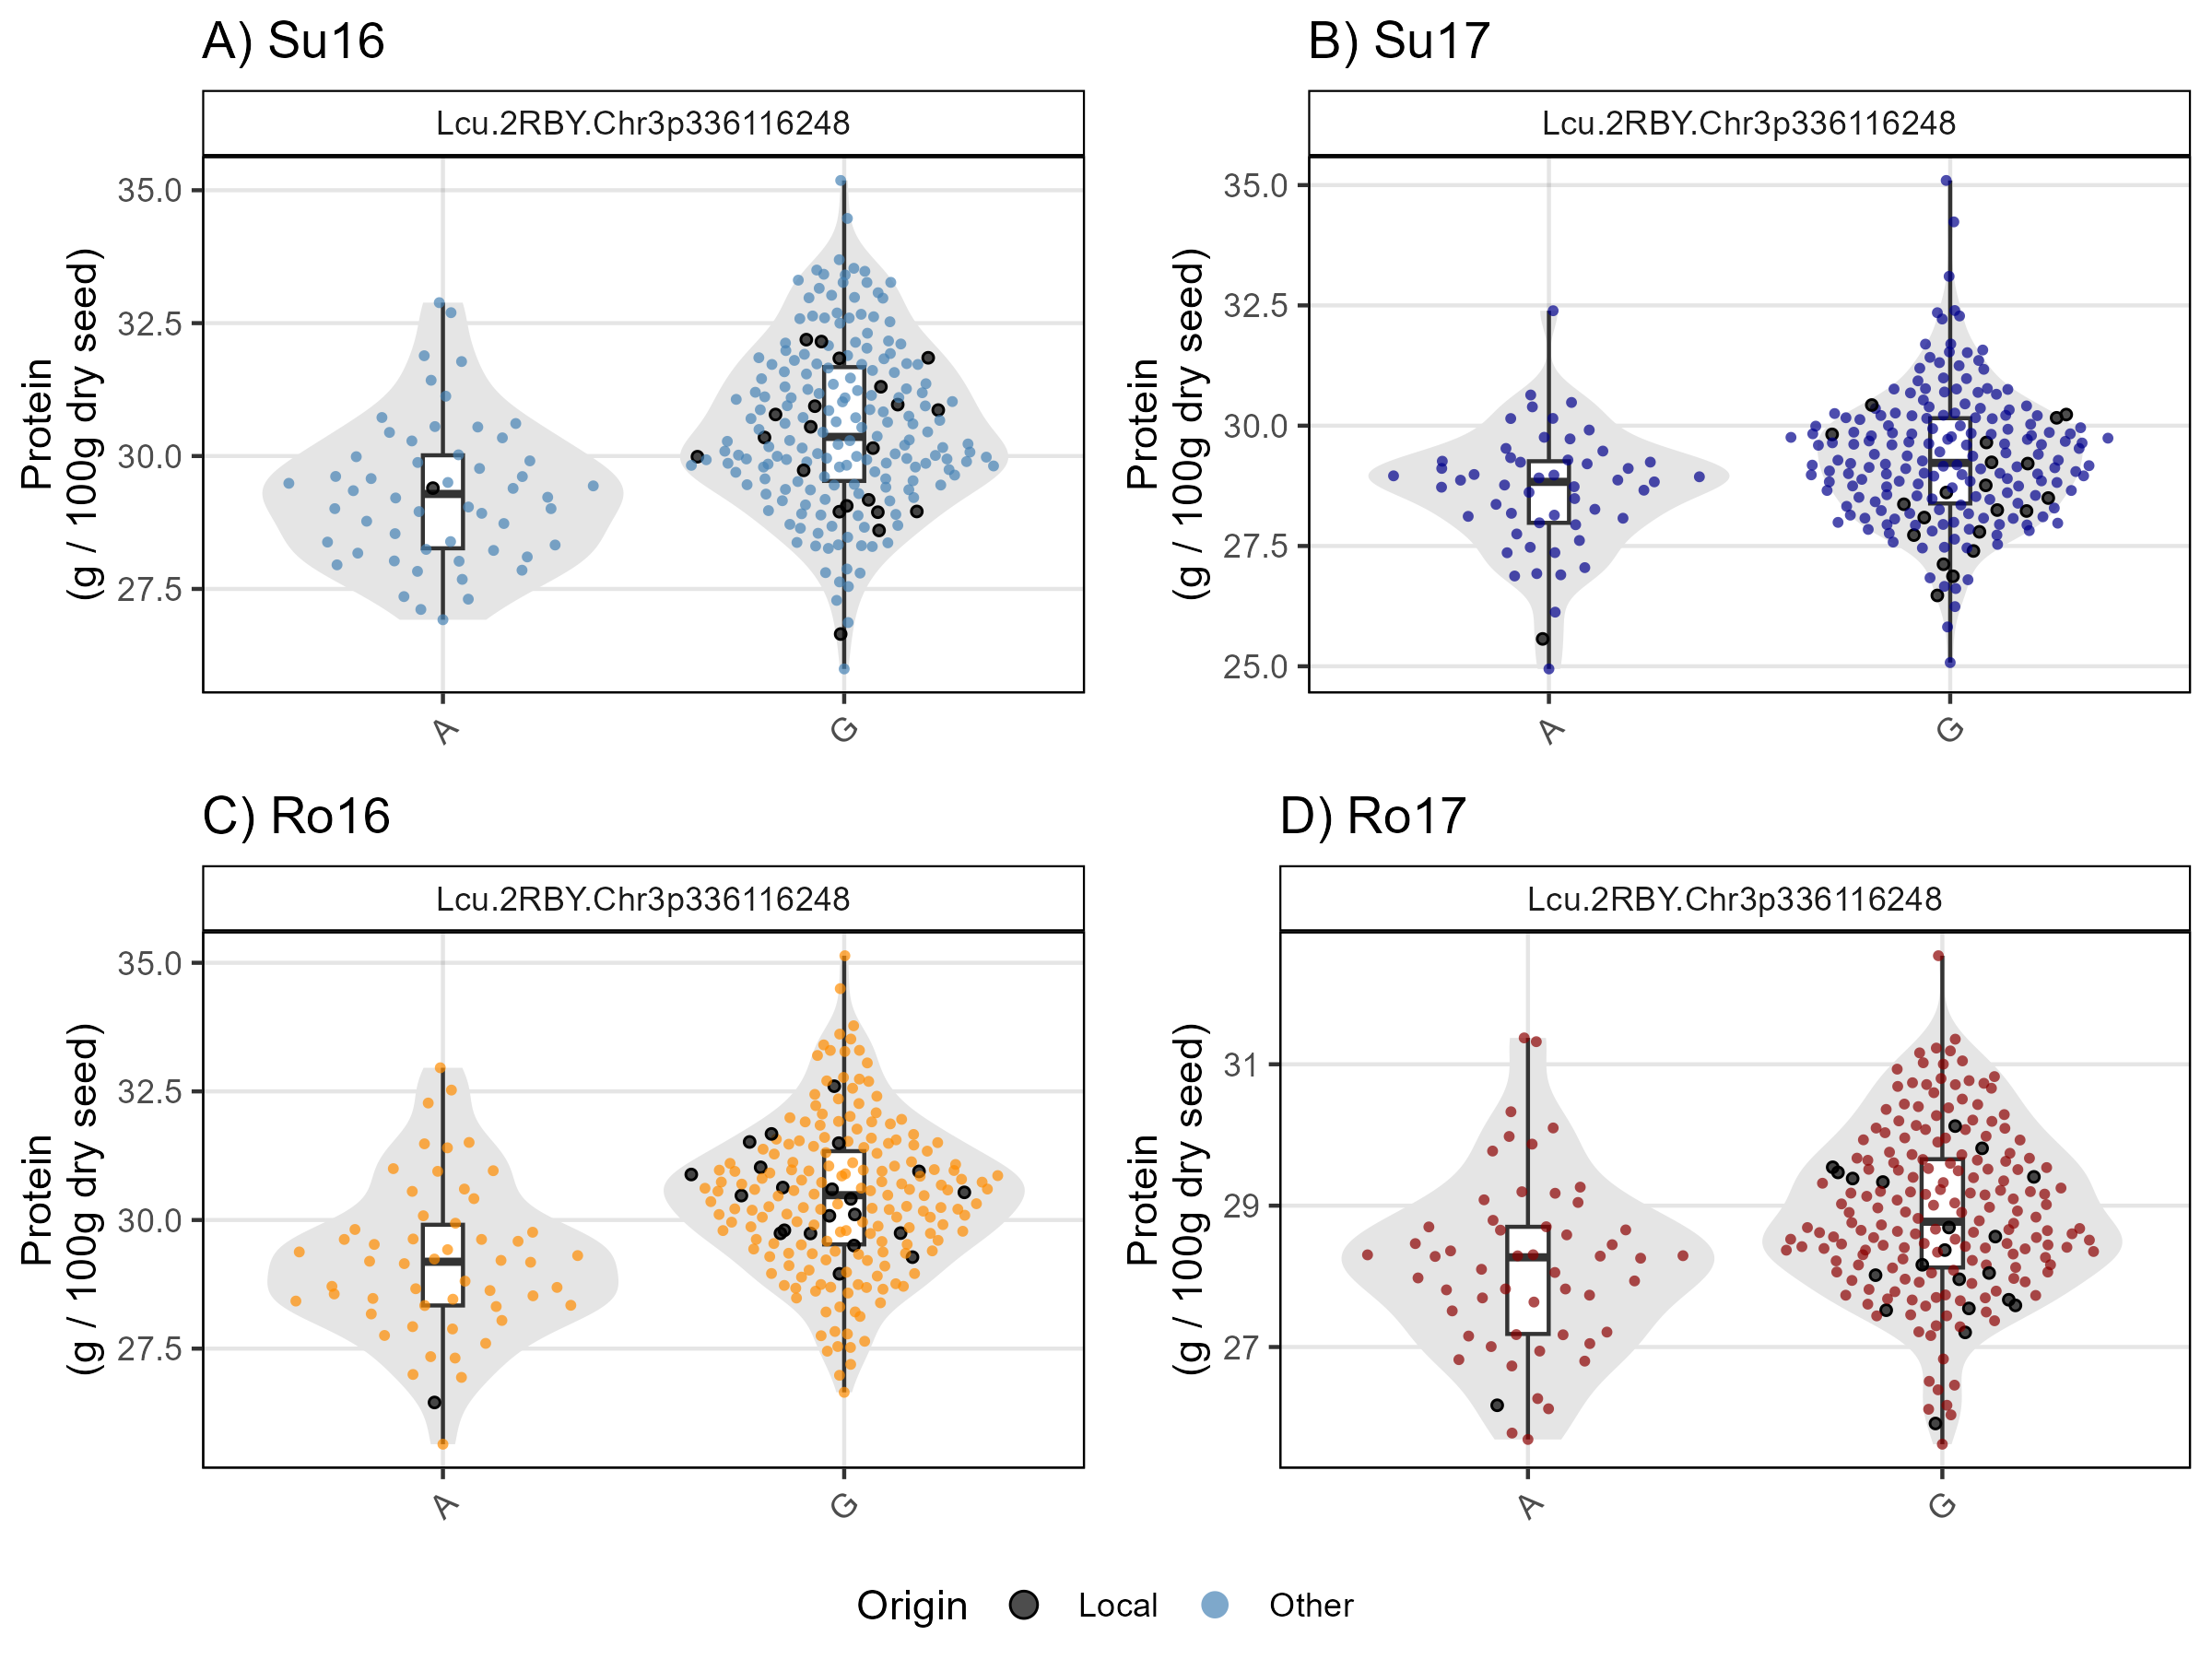 A) Su16
Lcu.2RBY.Chr3p336116248
Protein
(g / 100g dry seed)
35.0
32.5
30.0
27.5
A
G
B) Su17
Lcu.2RBY.Chr3p336116248
Protein
(g / 100g dry seed)
35.0
32.5
30.0
27.5
25.0
A
G
C) Ro16
Lcu.2RBY.Chr3p336116248
Protein
(g / 100g dry seed)
35.0
32.5
30.0
27.5
A
G
D) Ro17
Lcu.2RBY.Chr3p336116248
Protein
(g / 100g dry seed)
31
29
27
A
G
Origin Local Other